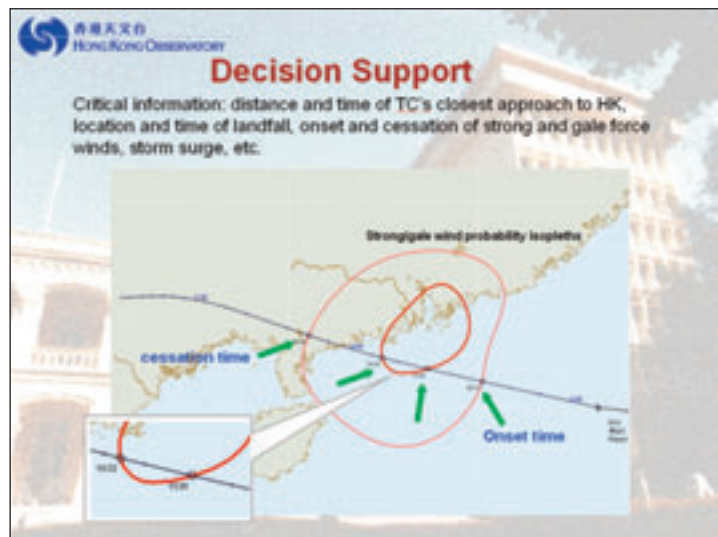 香港天文台
HONG KONG OBSERVATORY
Decision Support
Critical information: distance and time of TC's closest approach to HK,
location and time of landfall, onset and cessation of strong and gale force
winds, storm surge, etc.
Strong/gale wind probability isopleths
cessation time
Onset time